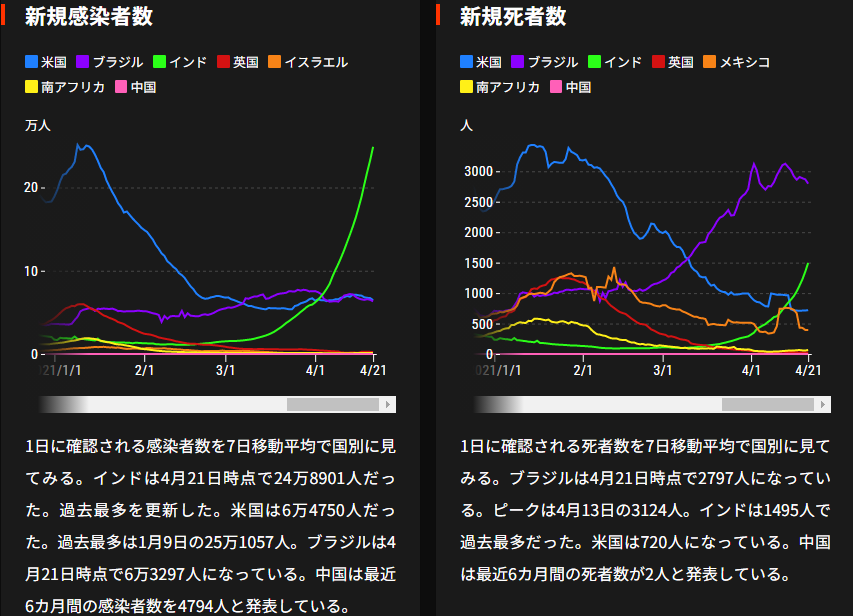 新規感染者数
米国 ブラジル インド 英国 イスラエル
南アフリカ 中国
万人
20
10
0
21/1/1 2/1 3/1 4/1 4/21
1日に確認される感染者数を7日移動平均で国別に見
てみる。インドは4月21日時点で24万8901人だっ
た。過去最多を更新した。米国は6万4750人だっ
た。過去最多は1月9日の25万1057人。ブラジルは4
月21日時点で6万3297人になっている。中国は最近
6カ月間の感染者数を4794人と発表している。
新規死者数
米国 ブラジル インド 英国 メキシコ
南アフリカ 中国
人
3000
2500
2000
1500
1000
500
0
021/1/1 2/1 3/1 4/1 4/21
1日に確認される死者数を7日移動平均で国別に見て
みる。ブラジルは4月21日時点で2797人になってい
る。ピークは4月13日の3124人。インドは1495人で
過去最多だった。米国は720人になっている。中国
は最近6カ月間の死者数が2人と発表している。